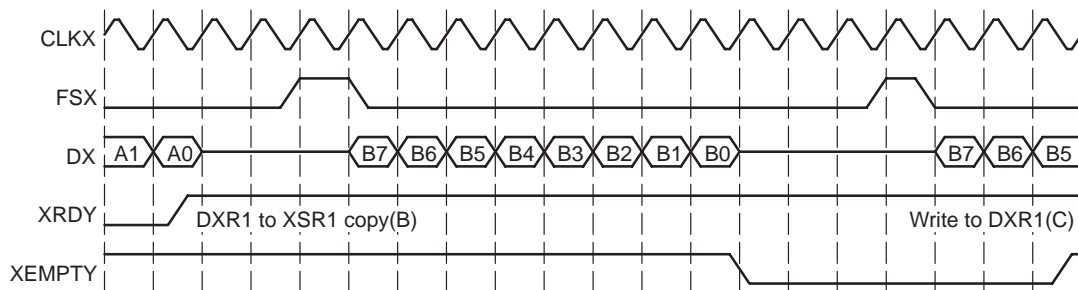 CLKX
FSX
DX A1 A0 B7 B6 B5 B4 B3 B2 B1 B0 B7 B6 B5
XRDY DXR1 to XSR1 copy(B) Write to DXR1(C)
XEMPTY